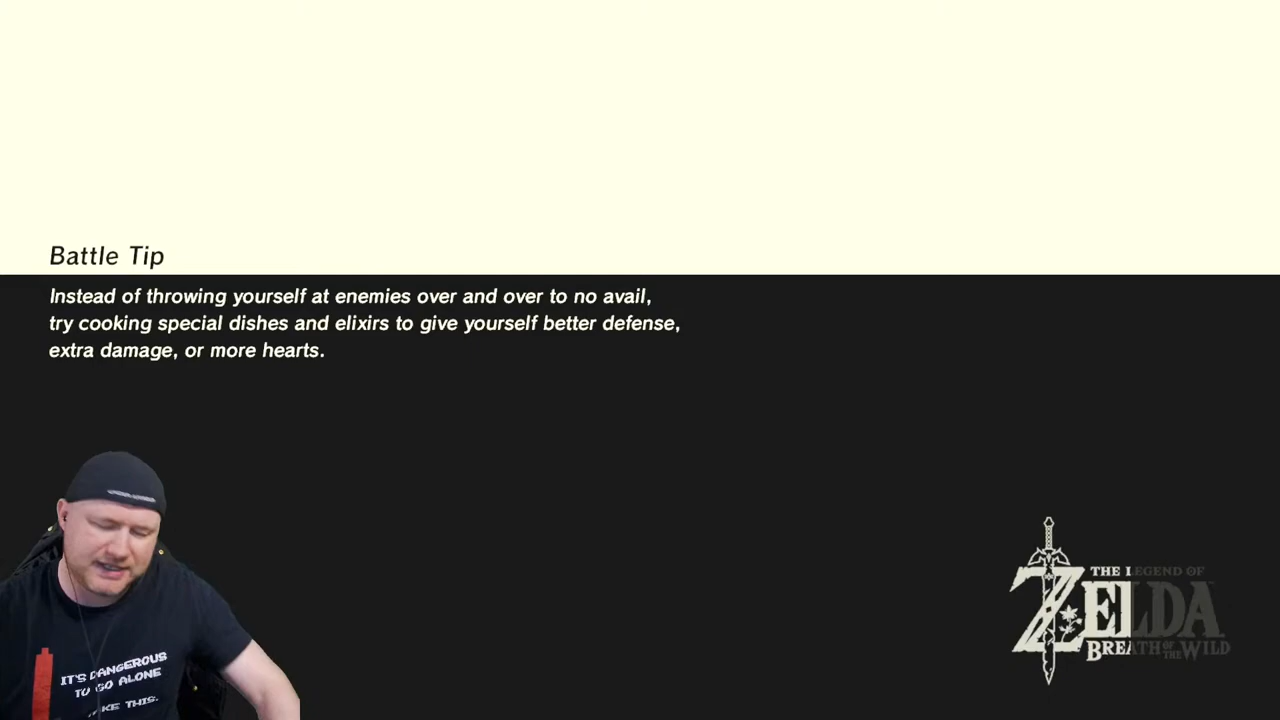 Battle Tip
Instead of throwing yourself at enemies over and over to no avail,
try cooking special dishes and elixirs to give yourself better defense,
extra damage, or more hearts.
IT'S DANGEROUS
TO GO ALONE
TAKE THIS.
THE LEGEND OF
ZELDA
BREATH OF THE WILD